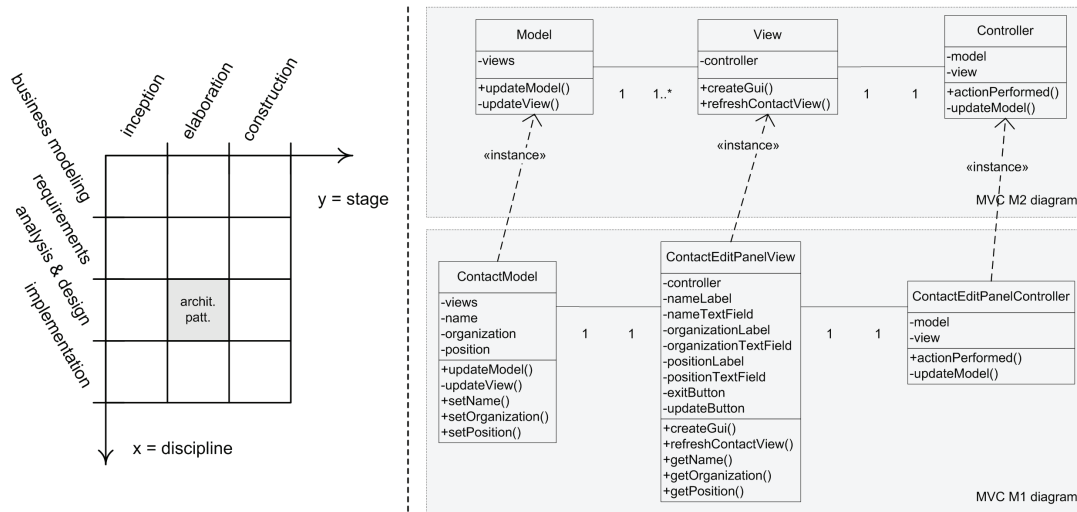 business modeling
requirements
analysis & design
implementation
inception
elaboration
construction
archit.
patt.
y = stage
x = discipline
Model
-views
+updateModel()
-updateView()
1
1..*
View
-controller
+createGui()
+refreshContactView()
1
1
Controller
-model
-view
+actionPerformed()
-updateModel()
«instance»
«instance»
«instance»
MVC M2 diagram
ContactModel
-views
-name
-organization
-position
+updateModel()
-updateView()
+setName()
+setOrganization()
+setPosition()
1
1
ContactEditPanelView
-controller
-nameLabel
-nameTextField
-organizationLabel
-organizationTextField
-positionLabel
-positionTextField
-exitButton
-updateButton
+createGui()
+refreshContactView()
+getName()
+getOrganization()
+getPosition()
1
1
ContactEditPanelController
-model
-view
+actionPerformed()
-updateModel()
MVC M1 diagram